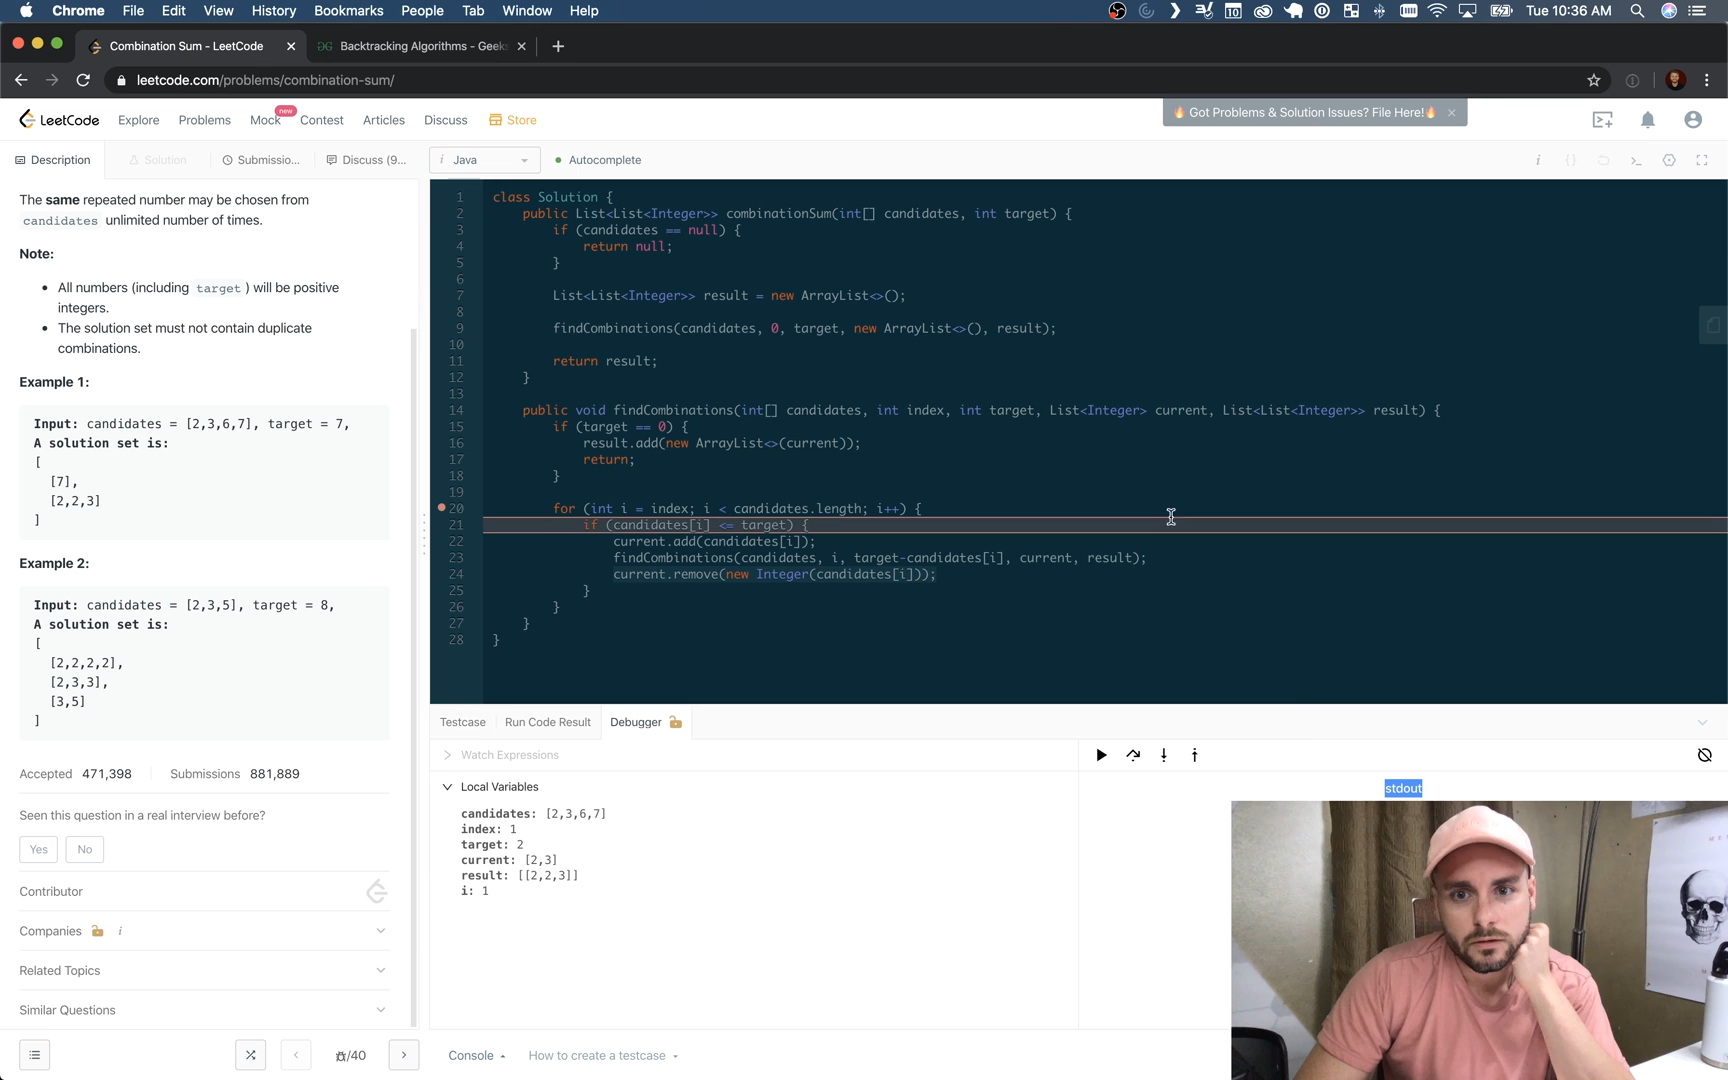 Chrome File Edit View History Bookmarks People Tab Window Help Tue 10:36 AM
Combination Sum - LeetCode Backtracking Algorithms - Geeks
leetcode.com/problems/combination-sum/
LeetCode Explore Problems Mock new Contest Articles Discuss Store 🔥 Got Problems & Solution Issues? File Here!🔥
Description Solution Submissio... Discuss (9... i Java Autocomplete
The same repeated number may be chosen from
candidates unlimited number of times.
Note:
• All numbers (including target ) will be positive
integers.
• The solution set must not contain duplicate
combinations.
Example 1:
Input: candidates = [2,3,6,7], target = 7,
A solution set is:
[
[7],
[2,2,3]
]
Example 2:
Input: candidates = [2,3,5], target = 8,
A solution set is:
[
[2,2,2,2],
[2,3,3],
[3,5]
]
Accepted 471,398 Submissions 881,889
Seen this question in a real interview before?
Yes No
Contributor
Companies i
Related Topics
Similar Questions
/40
1 class Solution {
2 public List<List<Integer>> combinationSum(int[] candidates, int target) {
3 if (candidates == null) {
4 return null;
5 }
6
7 List<List<Integer>> result = new ArrayList<>();
8
9 findCombinations(candidates, 0, target, new ArrayList<>(), result);
10
11 return result;
12 }
13
14 public void findCombinations(int[] candidates, int index, int target, List<Integer> current, List<List<Integer>> result) {
15 if (target == 0) {
16 result.add(new ArrayList<>(current));
17 return;
18 }
19
20 for (int i = index; i < candidates.length; i++) {
21 if (candidates[i] <= target) {
22 current.add(candidates[i]);
23 findCombinations(candidates, i, target-candidates[i], current, result);
24 current.remove(new Integer(candidates[i]));
25 }
26 }
27 }
28 }
Testcase Run Code Result Debugger
Watch Expressions
Local Variables
candidates: [2,3,6,7]
index: 1
target: 2
current: [2,3]
result: [[2,2,3]]
i: 1
stdout
Console How to create a testcase